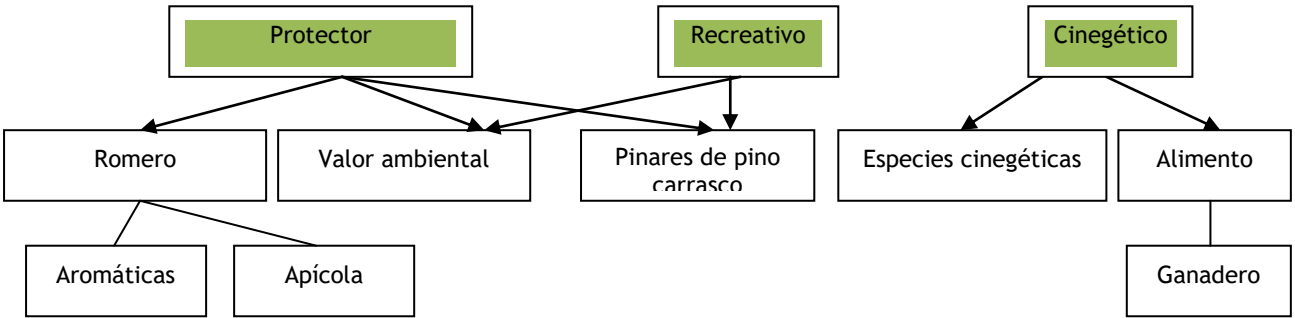 Protector
Recreativo
Cinegético
Romero
Valor ambiental
Pinares de pino
carrasco
Especies cinegéticas
Alimento
Aromáticas
Apícola
Ganadero